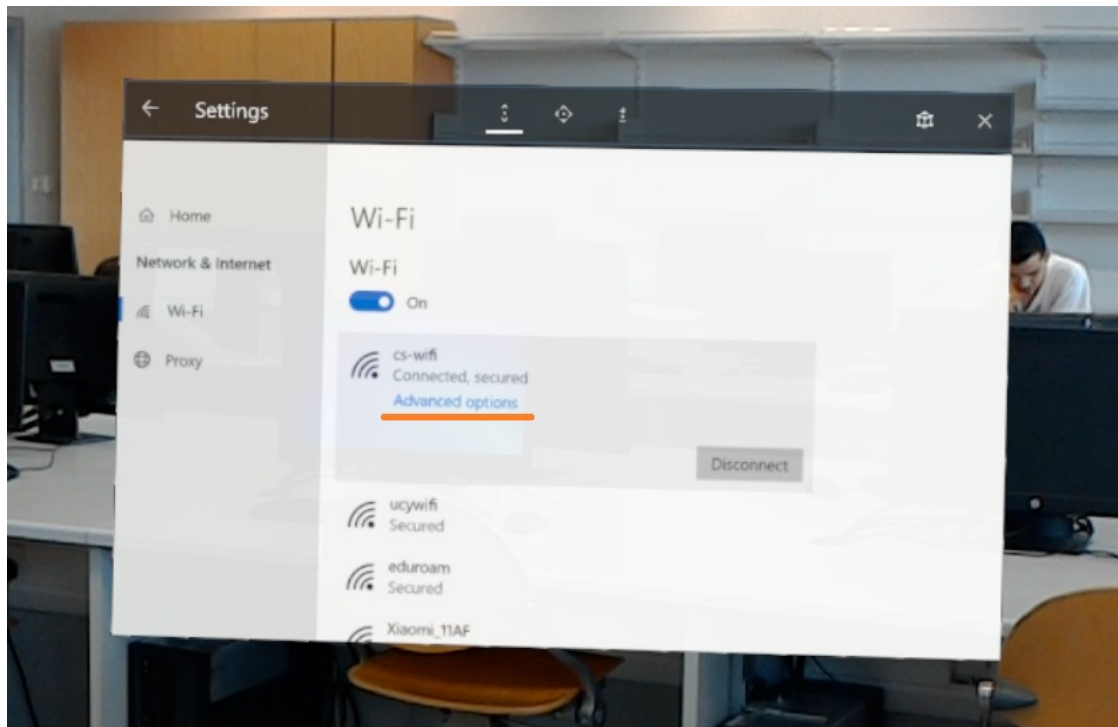 Settings
Home
Network & Internet
Wi-Fi
Proxy
Wi-Fi
Wi-Fi
On
cs-wifi
Connected, secured
Advanced options
Disconnect
ucywifi
Secured
eduroam
Secured
Xiaomi_11AF